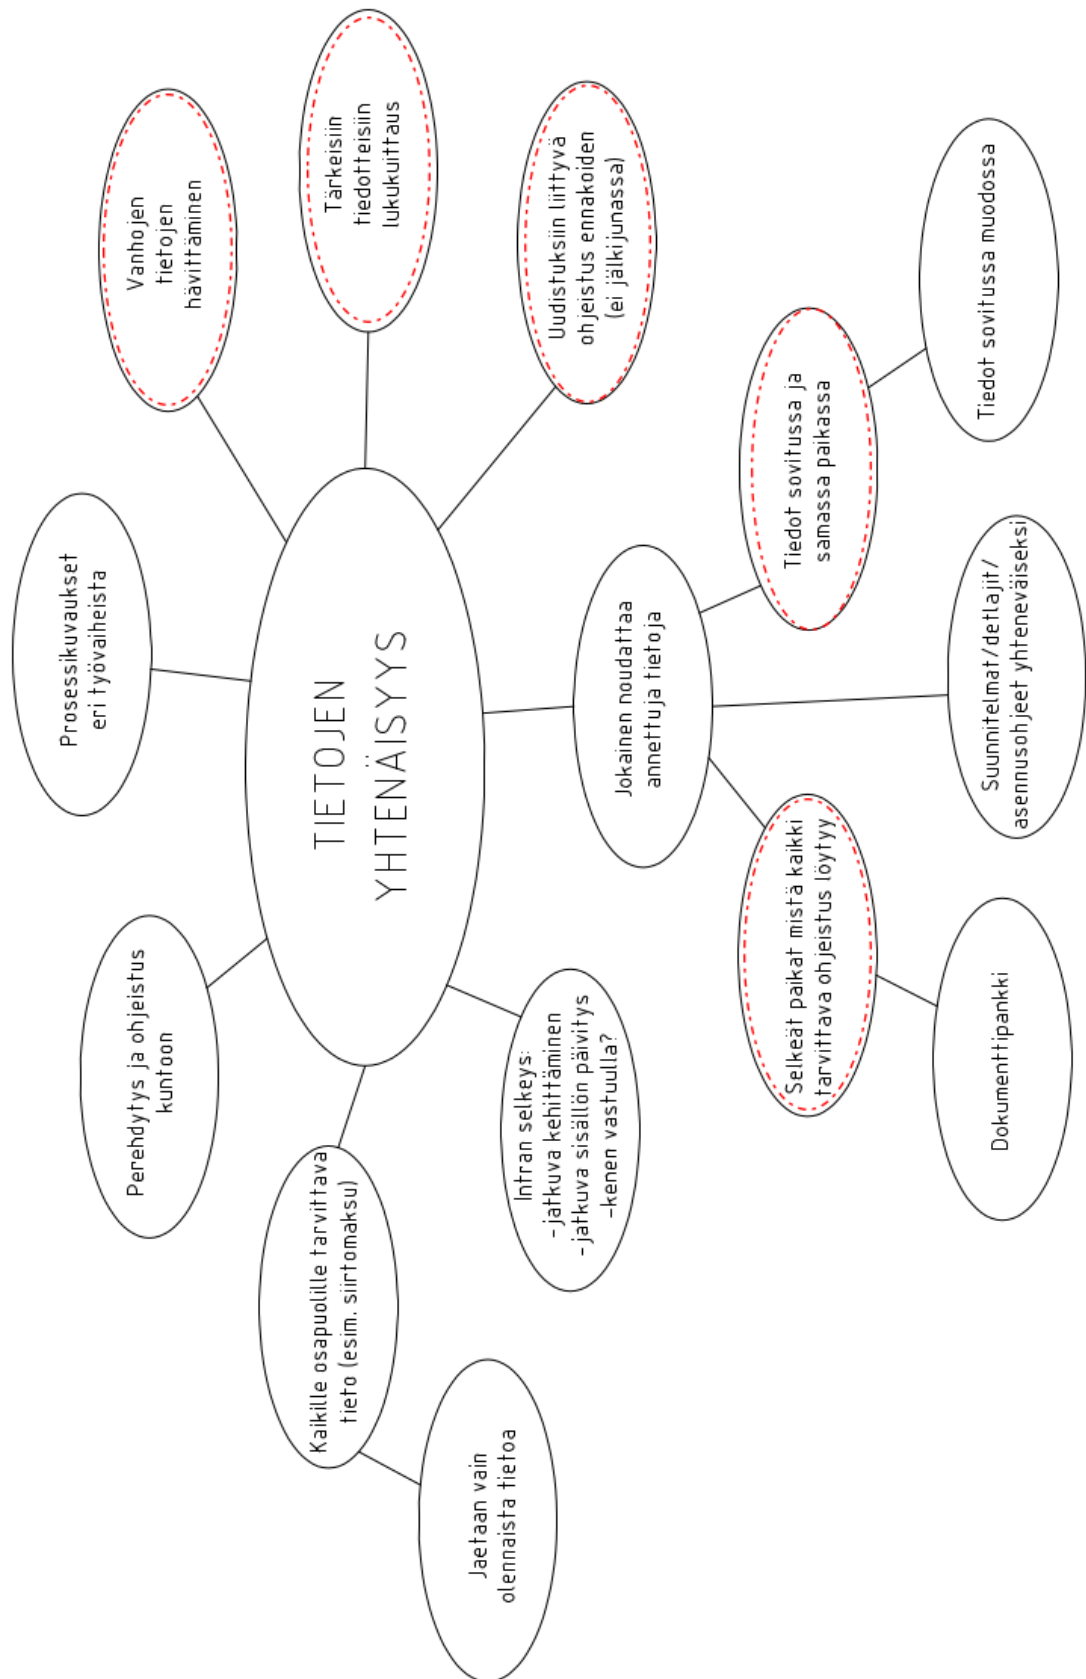 Prosessikuvaukset
eri työvaiheista
Perehdytys ja ohjeistus
kuntoon
Vanhojen
tietojen
hävittäminen
Kaikille osapuolille tarvittava
tieto (esim. siirtomaksu)
TIETOJEN
YHTENÄISYYS
Tärkeisiin
tiedotteisiin
lukukuittaus
Jaetaan vain
olennaista tietoa
Intran selkeys:
-jatkuva kehittäminen
-jatkuva sisällön päivitys
-kenen vastuulla?
Uudistuksiin liittyvä
ohjeistus ennakoiden
(ei jälkijunassa)
Jokainen noudattaa
annettuja tietoja
Selkeät paikat mistä kaikki
tarvittava ohjeistus löytyy
Tiedot sovitussa ja
samassa paikassa
Dokumenttipankki
Suunnitelmat/detlajit/
asennusohjeet yhteneväiseksi
Tiedot sovitussa muodossa